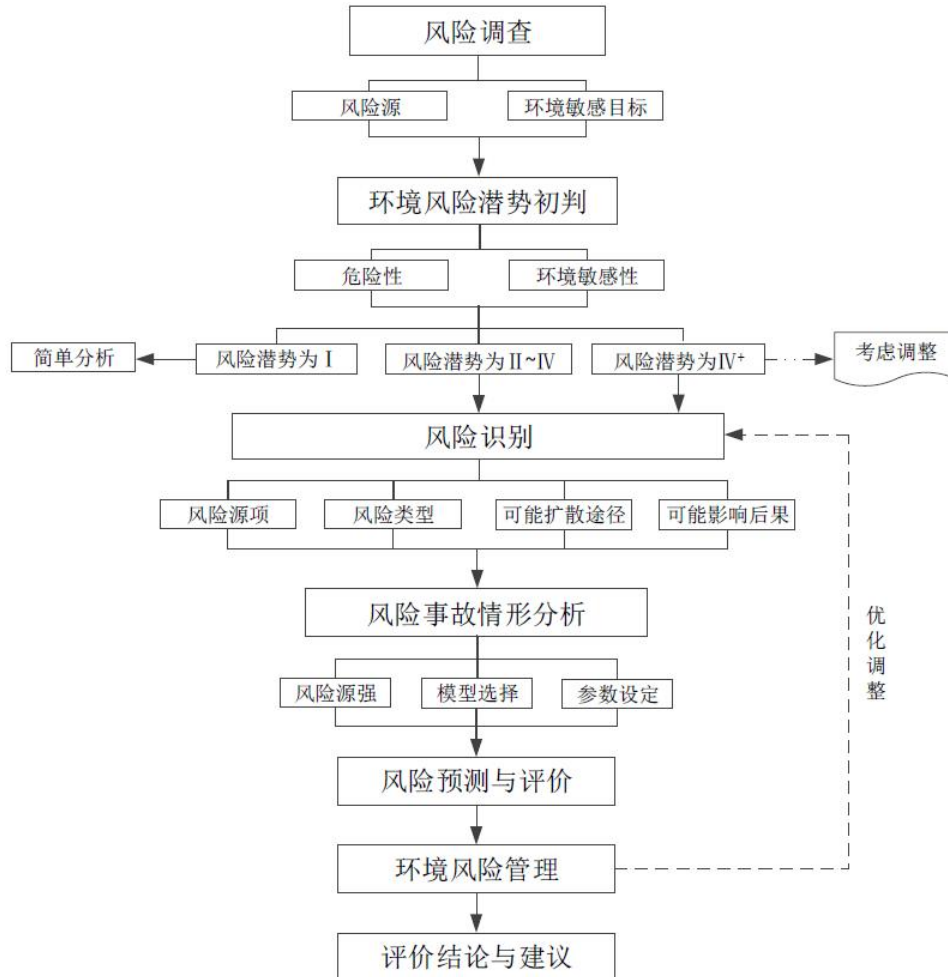 风险调查
风险源
环境敏感目标
环境风险潜势初判
危险性
环境敏感性
简单分析
风险潜势为Ⅰ
风险潜势为Ⅱ~Ⅳ
风险潜势为Ⅳ+
考虑调整
风险识别
风险源项
风险类型
可能扩散途径
可能影响后果
风险事故情形分析
风险源强
模型选择
参数设定
优化调整
风险预测与评价
环境风险管理
评价结论与建议